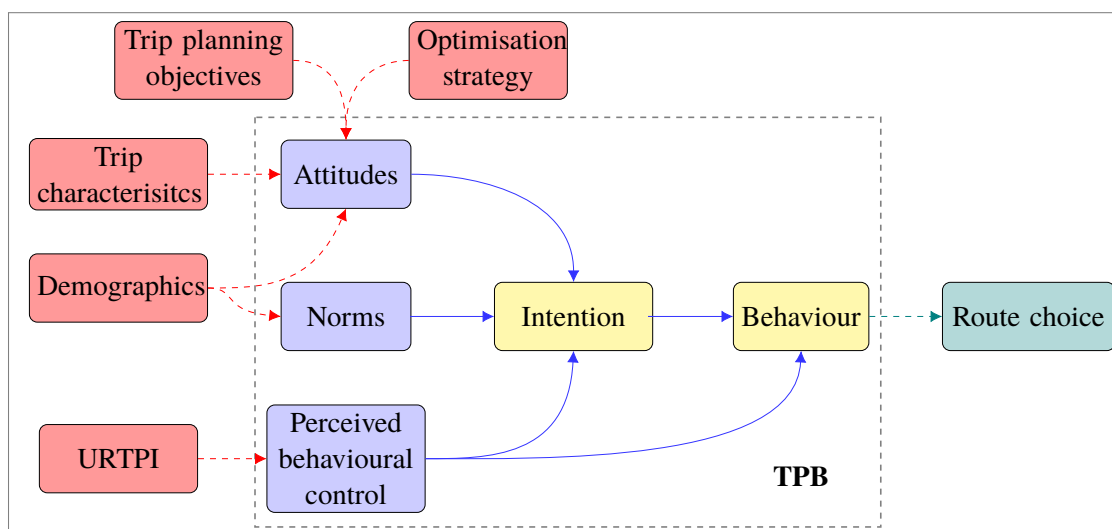 Trip planning
objectives
Optimisation
strategy
Trip
characterisitcs
Attitudes
Demographics
Norms
Intention
Behaviour
Route choice
URTPI
Perceived
behavioural
control
TPB